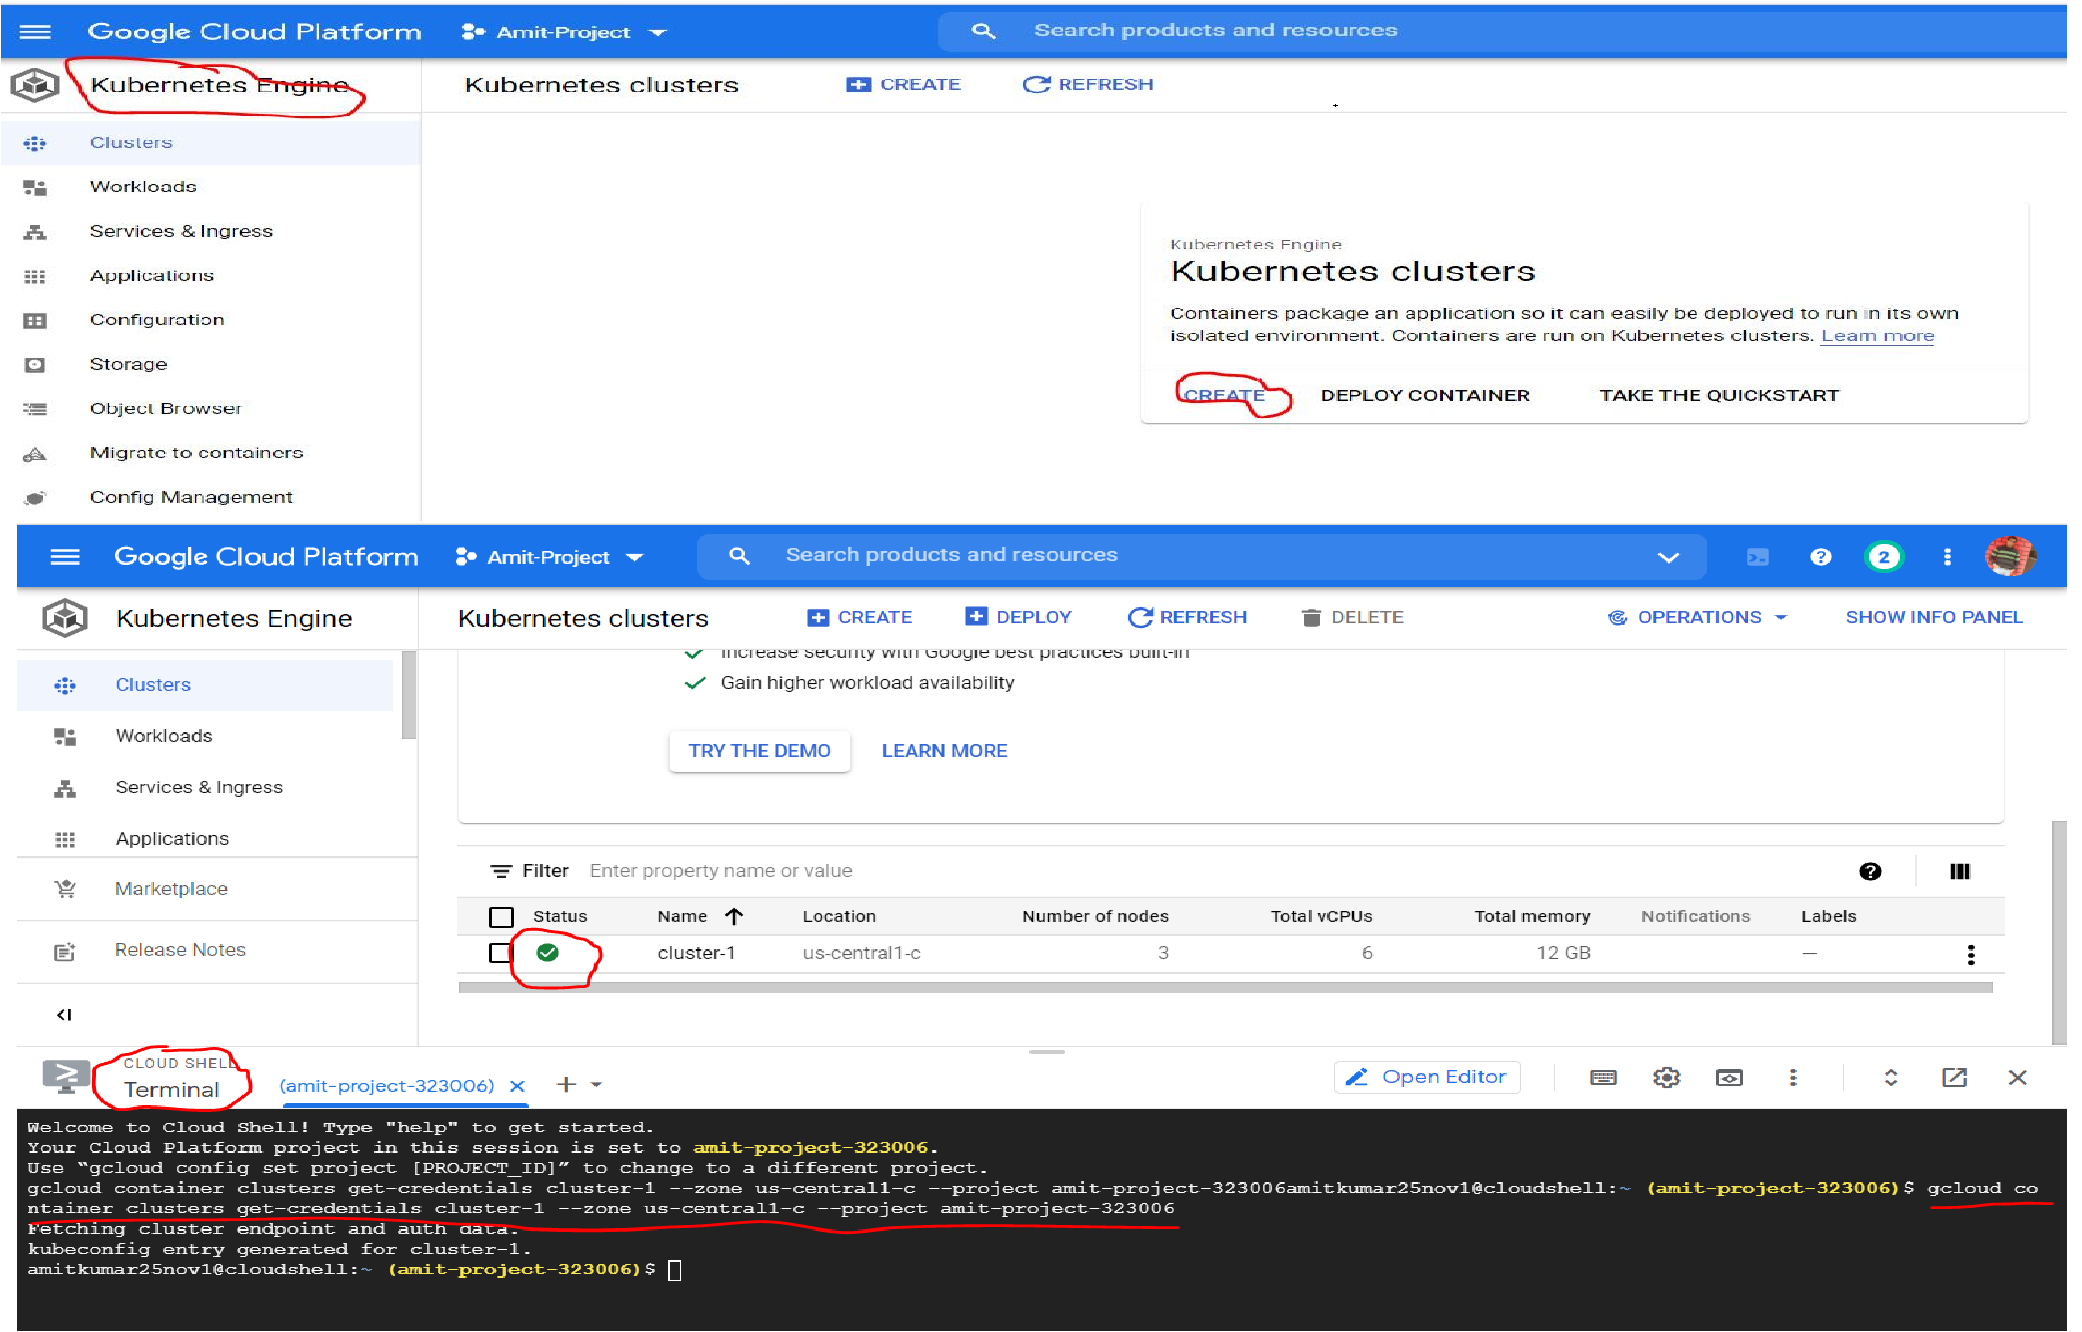 Google Cloud Platform Amit-Project Search products and resources
Kubernetes Engine Kubernetes clusters CREATE REFRESH
Clusters
Workloads
Services & Ingress
Applications
Configuration
Storage
Object Browser
Migrate to containers
Config Management
Kubernetes Engine
Kubernetes clusters
Containers package an application so it can easily be deployed to run in its own
isolated environment. Containers are run on Kubernetes clusters. Learn more
CREATE DEPLOY CONTAINER TAKE THE QUICKSTART
Google Cloud Platform Amit-Project Search products and resources 2
Kubernetes Engine Kubernetes clusters CREATE DEPLOY REFRESH DELETE OPERATIONS SHOW INFO PANEL
Clusters
Workloads
Services & Ingress
Applications
Marketplace
Release Notes
Increase security with Google best practices built-in
Gain higher workload availability
TRY THE DEMO LEARN MORE
Filter Enter property name or value
Status Name Location Number of nodes Total vCPUs Total memory Notifications Labels
cluster-1 us-central1-c 3 6 12 GB —
CLOUD SHELL
Terminal (amit-project-323006) Open Editor
Welcome to Cloud Shell! Type "help" to get started.
Your Cloud Platform project in this session is set to amit-project-323006.
Use “gcloud config set project [PROJECT_ID]” to change to a different project.
gcloud container clusters get-credentials cluster-1 --zone us-central1-c --project amit-project-323006amitkumar25nov1@cloudshell:~ (amit-project-323006)$ gcloud co
ntainer clusters get-credentials cluster-1 --zone us-central1-c --project amit-project-323006
Fetching cluster endpoint and auth data.
kubeconfig entry generated for cluster-1.
amitkumar25nov1@cloudshell:~ (amit-project-323006)$